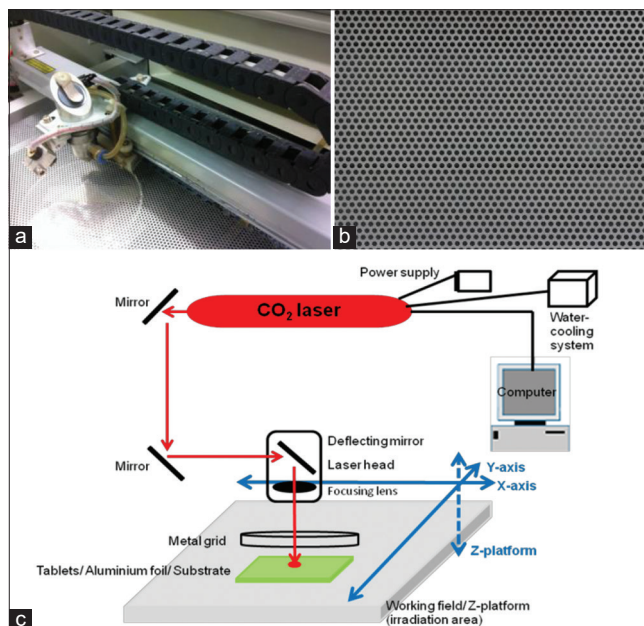 a
b
Power supply
Mirror
CO₂ laser
Water-
cooling
system
Computer
Deflecting mirror
Mirror
Laser head
Y-axis
X-axis
Focusing lens
Metal grid
Z-platform
Tablets/ Aluminium foil/ Substrate
Working field/ Z-platform
(irradiation area)
c